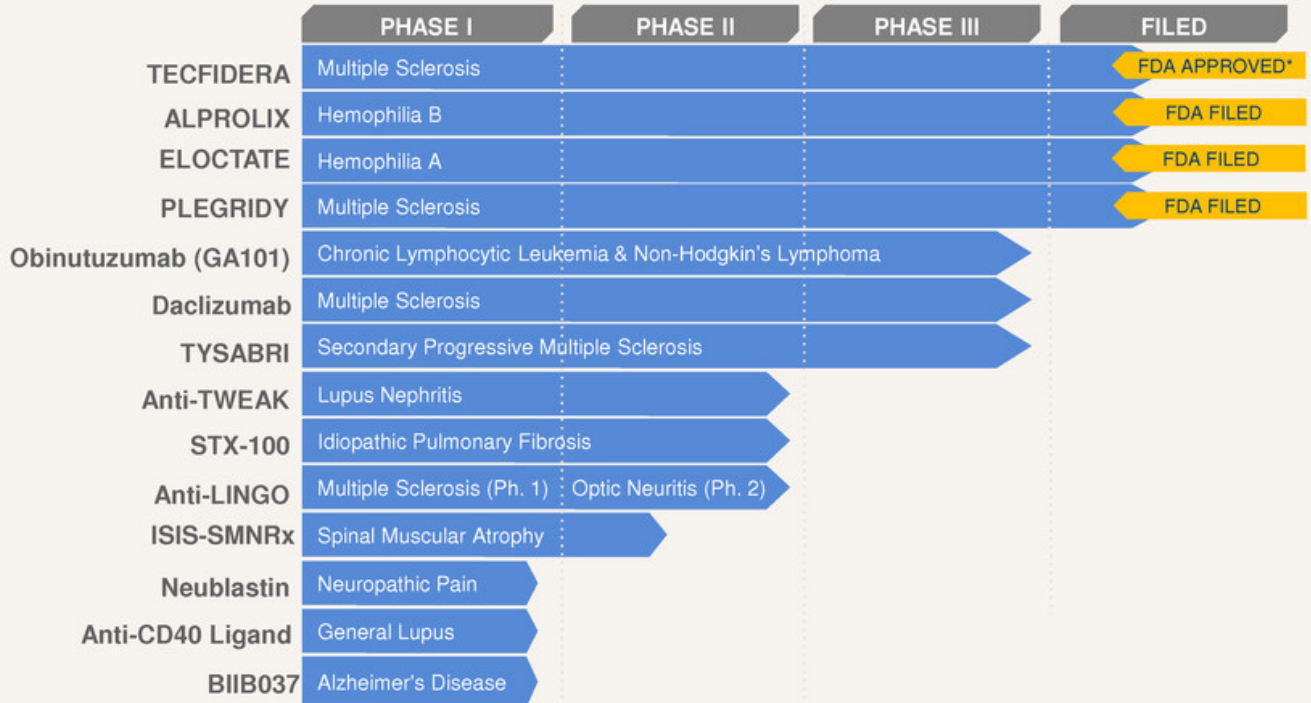 PHASE I PHASE II PHASE III FILED
TECFIDERA Multiple Sclerosis FDA APPROVED*
ALPROLIX Hemophilia B FDA FILED
ELOCTATE Hemophilia A FDA FILED
PLEGRIDY Multiple Sclerosis FDA FILED
Obinutuzumab (GA101) Chronic Lymphocytic Leukemia & Non-Hodgkin's Lymphoma
Daclizumab Multiple Sclerosis
TYSABRI Secondary Progressive Multiple Sclerosis
Anti-TWEAK Lupus Nephritis
STX-100 Idiopathic Pulmonary Fibrosis
Anti-LINGO Multiple Sclerosis (Ph. 1) Optic Neuritis (Ph. 2)
ISIS-SMNRx Spinal Muscular Atrophy
Neublastin Neuropathic Pain
Anti-CD40 Ligand General Lupus
BIIB037 Alzheimer's Disease